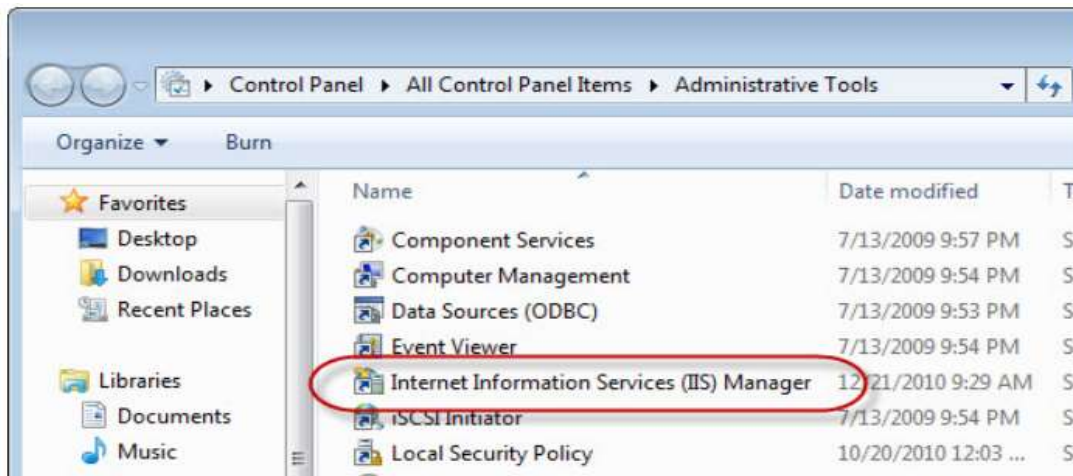 Control Panel ▸ All Control Panel Items ▸ Administrative Tools
Organize Burn
Name Date modified T
Favorites
Desktop
Downloads
Recent Places
Libraries
Documents
Music
Component Services 7/13/2009 9:57 PM S
Computer Management 7/13/2009 9:54 PM S
Data Sources (ODBC) 7/13/2009 9:53 PM S
Event Viewer 7/13/2009 9:54 PM S
Internet Information Services (IIS) Manager 12/21/2010 9:29 AM S
iSCSI Initiator 7/13/2009 9:54 PM S
Local Security Policy 10/20/2010 12:03 ... S